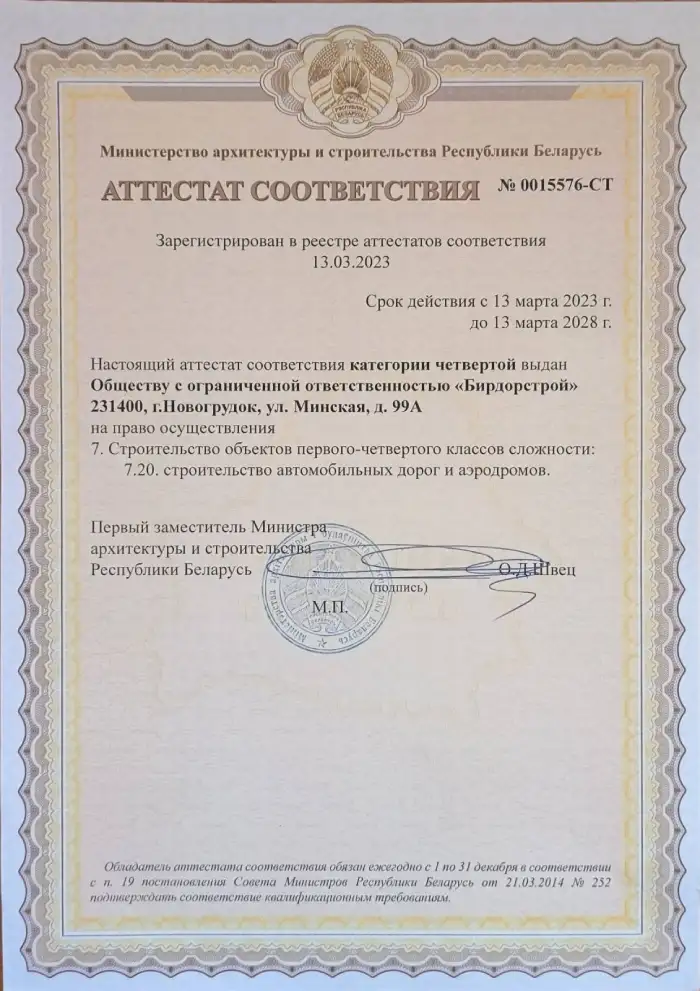 РЕСПУБЛИКА
БЕЛАРУСЬ
Министерство архитектуры и строительства Республики Беларусь
АТТЕСТАТ СООТВЕТСТВИЯ № 0015576-СТ
Зарегистрирован в реестре аттестатов соответствия
13.03.2023
Срок действия с 13 марта 2023 г.
до 13 марта 2028 г.
Настоящий аттестат соответствия категории четвертой выдан
Обществу с ограниченной ответственностью «Бирдорстрой»
231400, г.Новогрудок, ул. Минская, д. 99А
на право осуществления
7. Строительство объектов первого-четвертого классов сложности:
7.20. строительство автомобильных дорог и аэродромов.
Первый заместитель Министра
архитектуры и строительства
Республики Беларусь О.Д.Швец
(подпись)
М.П.
Обладатель аттестата соответствия обязан ежегодно с 1 по 31 декабря в соответствии
с п. 19 постановления Совета Министров Республики Беларусь от 21.03.2014 № 252
подтверждать соответствие квалификационным требованиям.